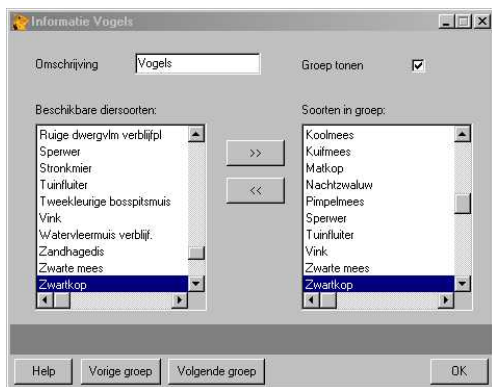 Informatie Vogels
Omschrijving
Vogels
Groep tonen
Beschikbare diersoorten:
Soorten in groep:
Ruige dwergvlm verblijfpl
Sperwer
Stronkmier
Tuinfluiter
Tweekleurige bosspitsmuis
Vink
Watervleermuis verblijf.
Zandhagedis
Zwarte mees
Zwartkop
>>
<<
Koolmees
Kuifmees
Matkop
Nachtzwaluw
Pimpelmees
Sperwer
Tuinfluiter
Vink
Zwarte mees
Zwartkop
Help
Vorige groep
Volgende groep
OK